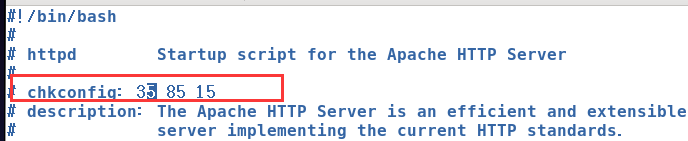 #!/bin/bash
#
# httpd Startup script for the Apache HTTP Server
#
# chkconfig: 35 85 15
# description: The Apache HTTP Server is an efficient and extensible
# server implementing the current HTTP standards.